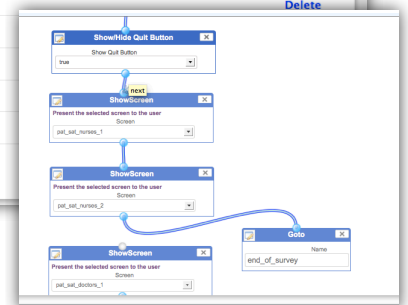 Delete
Show/Hide Quit Button
Show Quit Button
true
next
ShowScreen
Present the selected screen to the user
Screen
pat_sat_nurses_1
ShowScreen
Present the selected screen to the user
Screen
pat_sat_nurses_2
Goto
Name
end_of_survey
ShowScreen
Present the selected screen to the user
Screen
pat_sat_doctors_1